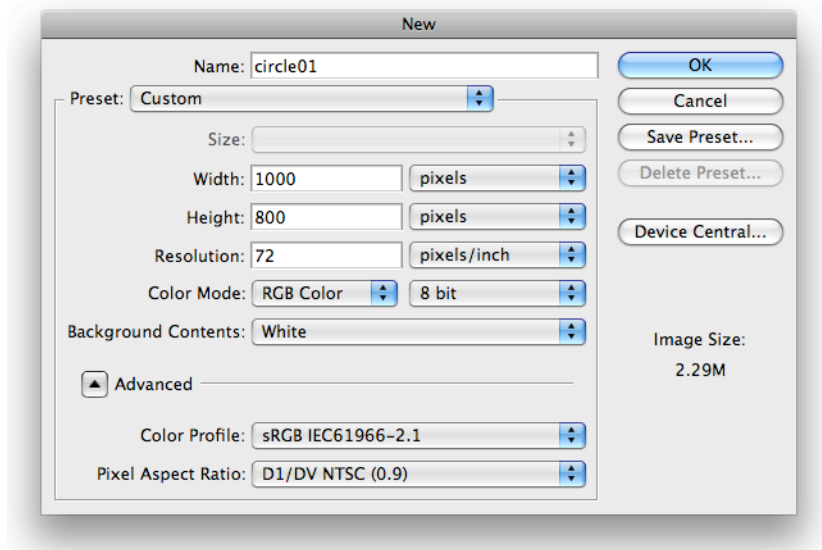 New
Name: circle01
OK
Preset: Custom
Cancel
Size:
Save Preset...
Width: 1000 pixels
Delete Preset...
Height: 800 pixels
Device Central...
Resolution: 72 pixels/inch
Color Mode: RGB Color 8 bit
Background Contents: White
Image Size:
2.29M
Advanced
Color Profile: sRGB IEC61966-2.1
Pixel Aspect Ratio: D1/DV NTSC (0.9)